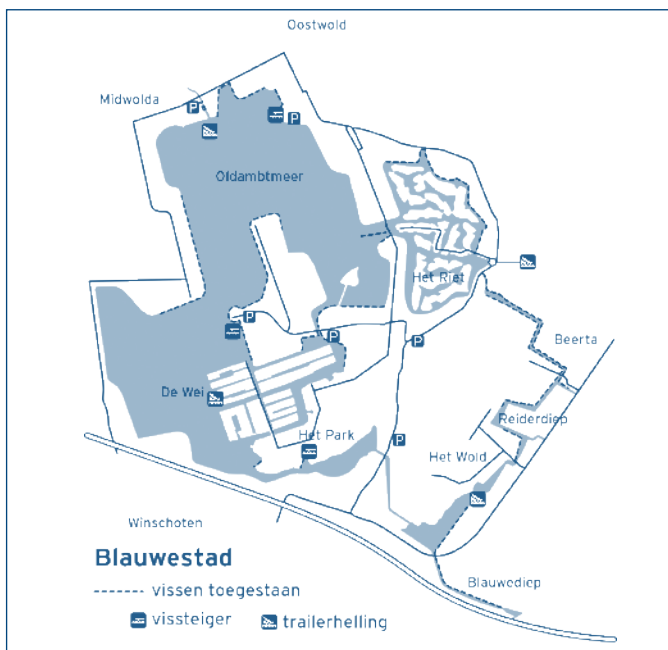 Oostwold
Midwolda
P
P
Oldambtmeer
Het Riet
P
P
P
Beerta
De Wei
Reiderdiep
Het Park
P
Het Wold
Winschoten
Blauwestad
Blauwediep
vissen toegestaan
vissteiger trailerhelling